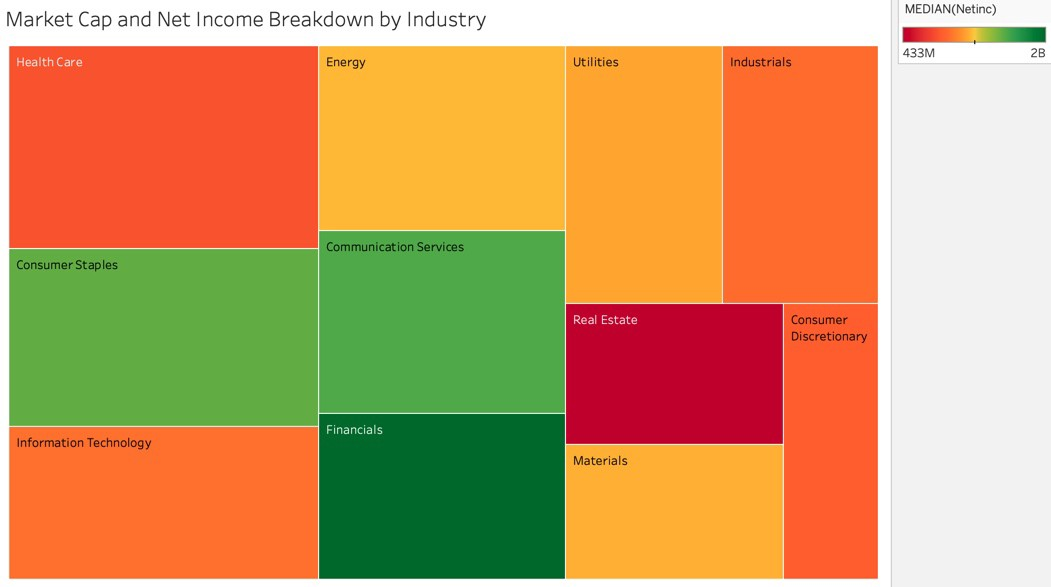 Market Cap and Net Income Breakdown by Industry
MEDIAN(Netinc)
433M 2B
Health Care
Energy
Utilities
Industrials
Communication Services
Consumer Staples
Real Estate
Consumer
Discretionary
Financials
Information Technology
Materials